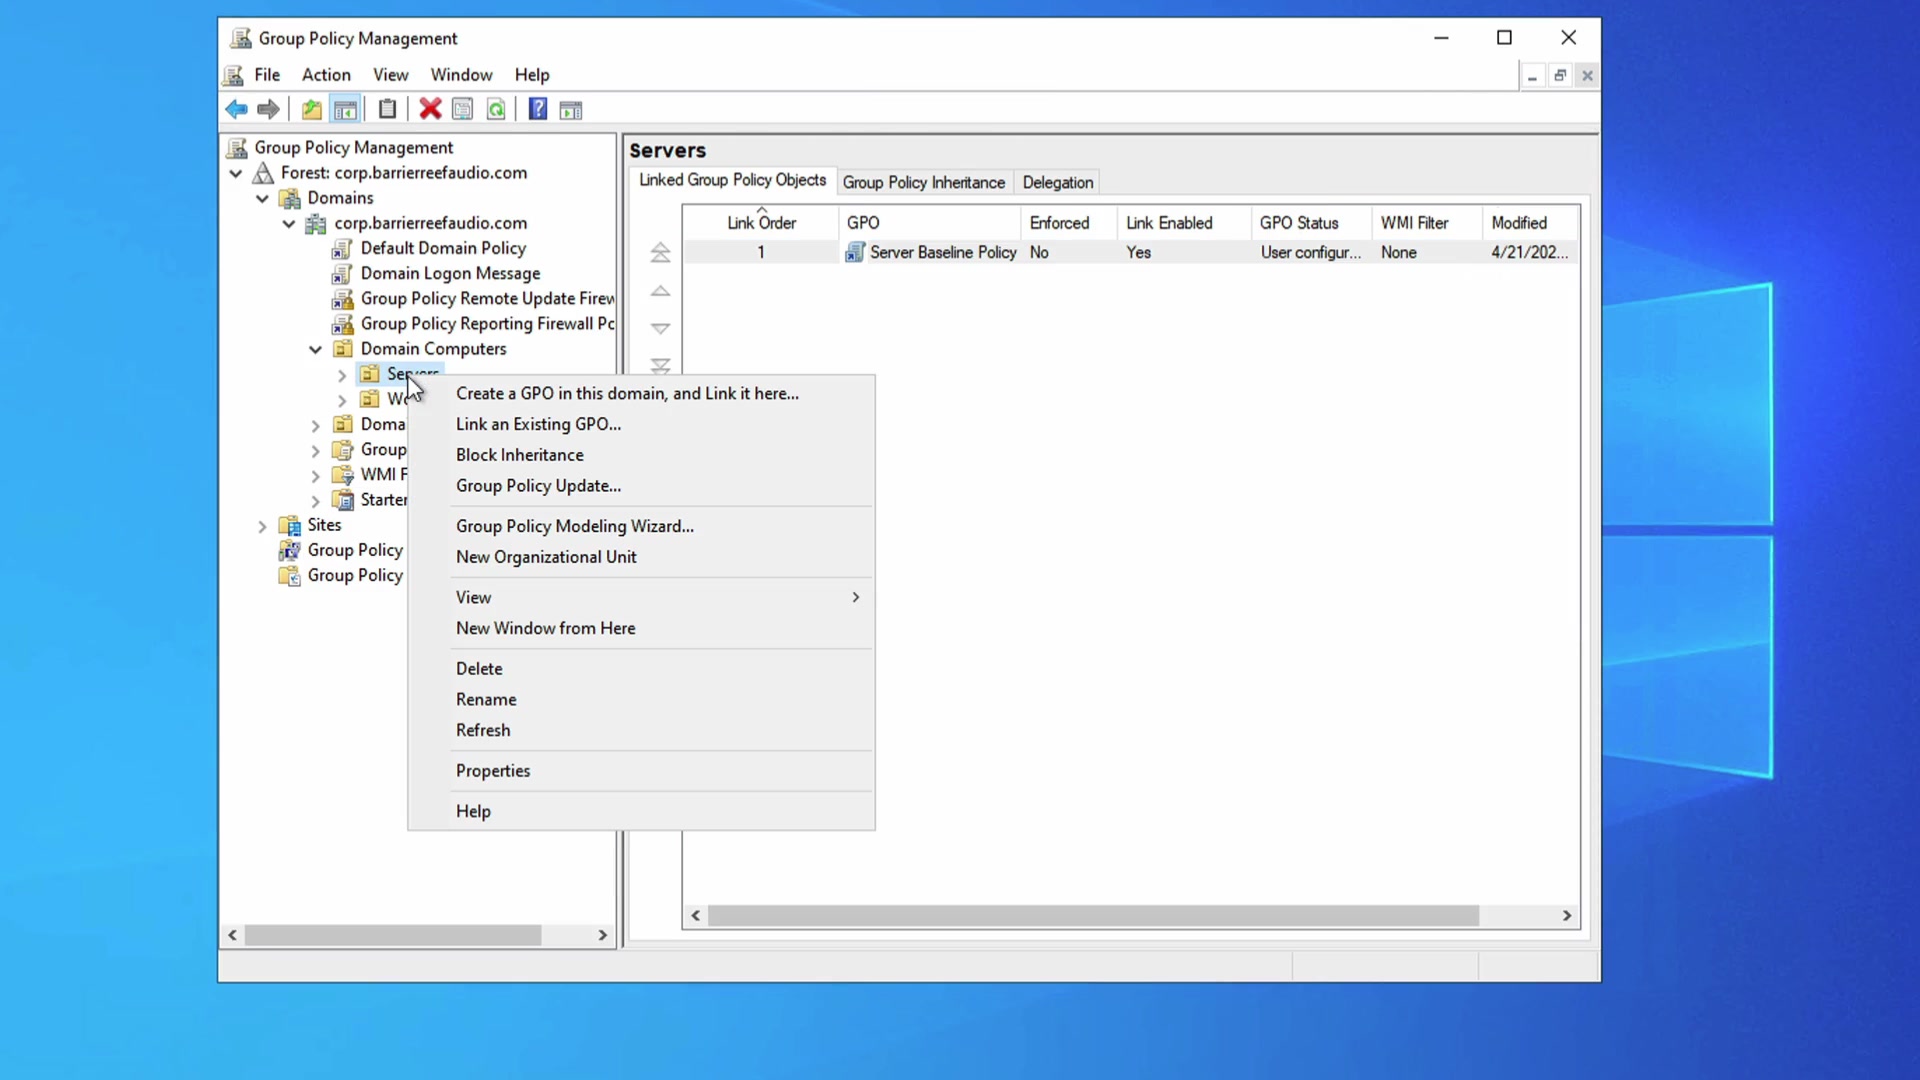 Group Policy Management
File Action View Window Help
Group Policy Management
Forest: corp.barrierreefaudio.com
Domains
corp.barrierreefaudio.com
Default Domain Policy
Domain Logon Message
Group Policy Remote Update Firew
Group Policy Reporting Firewall Po
Domain Computers
Servers
Wo
Doma
Group
WMI F
Starter
Sites
Group Policy
Group Policy
Create a GPO in this domain, and Link it here...
Link an Existing GPO...
Block Inheritance
Group Policy Update...
Group Policy Modeling Wizard...
New Organizational Unit
View
New Window from Here
Delete
Rename
Refresh
Properties
Help
Servers
Linked Group Policy Objects Group Policy Inheritance Delegation
Link Order GPO Enforced Link Enabled GPO Status WMI Filter Modified
1 Server Baseline Policy No Yes User configur... None 4/21/202...